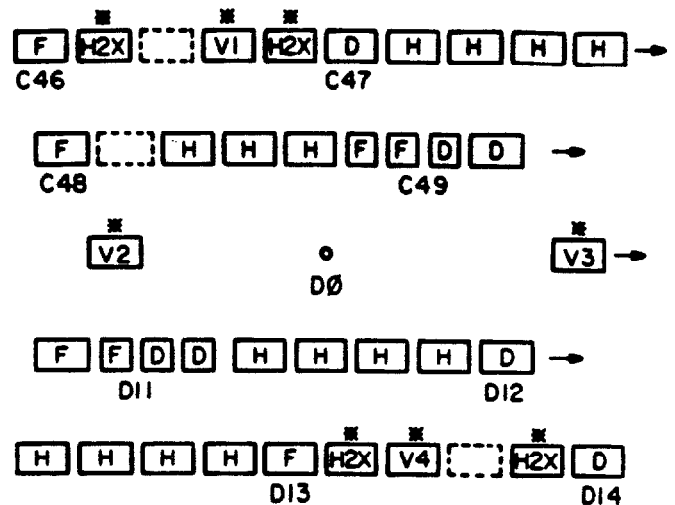 ※ ※ ※
F H2X V1 H2X D H H H H
C46 C47
F H H H F F D D
C48 C49
※ ※
V2 V3
DØ
F F D D H H H H D
D11 D12
※ ※ ※
H H H H F H2X V4 H2X D
D13 D14